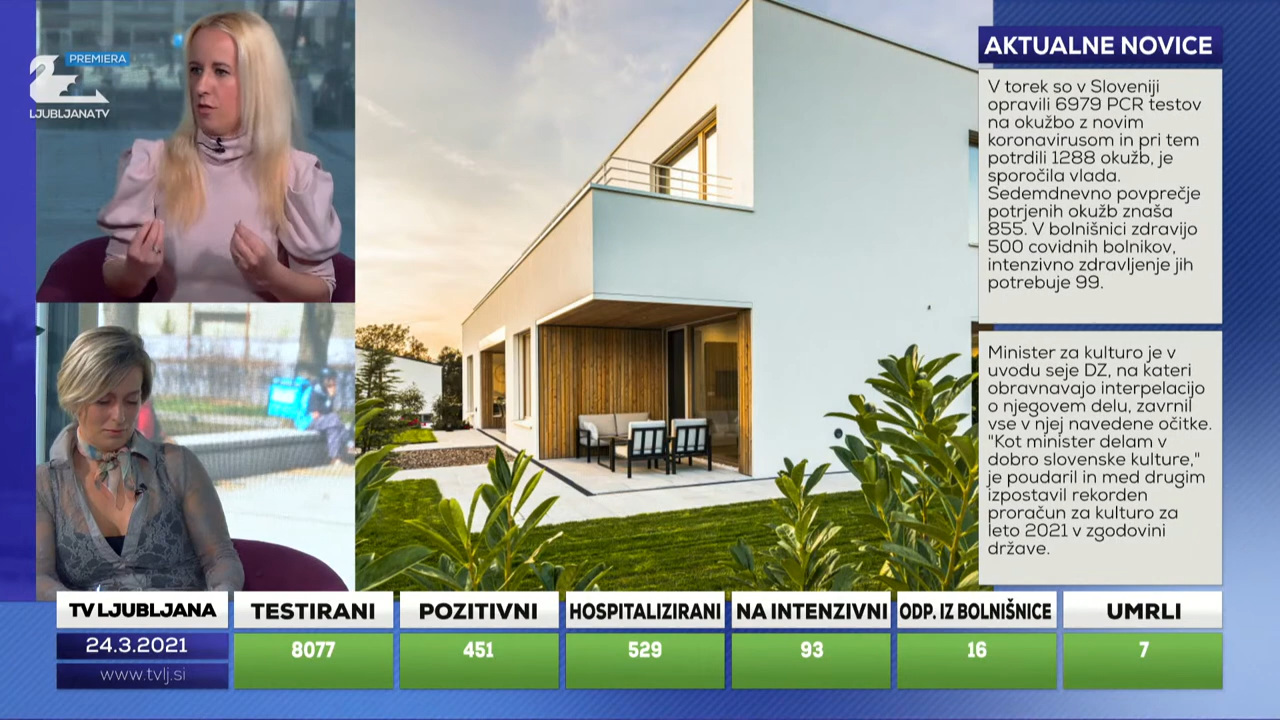 PREMIERA
LJUBLJANA TV
AKTUALNE NOVICE
V torek so v Sloveniji
opravili 6979 PCR testov
na okužbo z novim
koronavirusom in pri tem
potrdili 1288 okužb, je
sporočila vlada.
Sedemdnevno povprečje
potrjenih okužb znaša
855. V bolnišnici zdravijo
500 covidnih bolnikov,
intenzivno zdravljenje jih
potrebuje 99.
Minister za kulturo je v
uvodu seje DZ, na kateri
obravnavajo interpelacijo
o njegovem delu, zavrnil
vse v njej navedene očitke.
"Kot minister delam v
dobro slovenske kulture,"
je poudaril in med drugim
izpostavil rekorden
proračun za kulturo za
leto 2021 v zgodovini
države.
TV LJUBLJANA
24.3.2021
www.tvlj.si
TESTIRANI
8077
POZITIVNI
451
HOSPITALIZIRANI
529
NA INTENZIVNI
93
ODP. IZ BOLNIŠNICE
16
UMRLI
7